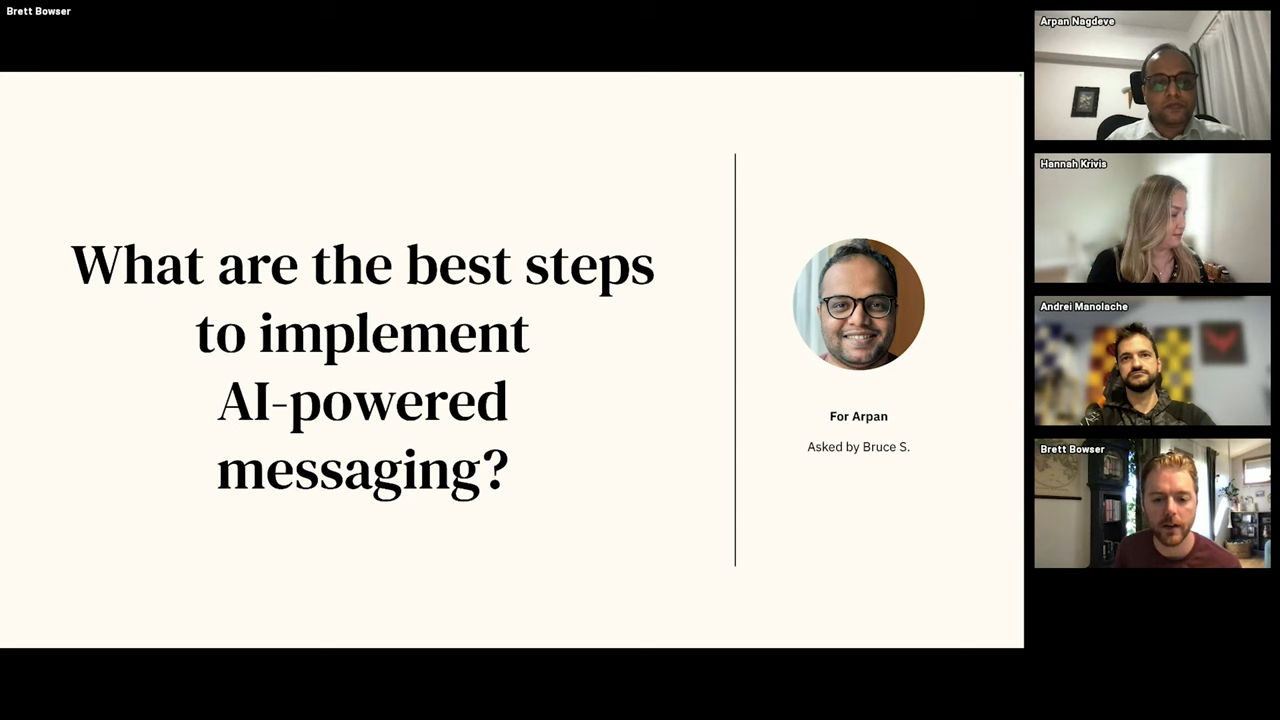 Brett Bowser
What are the best steps
to implement
AI-powered
messaging?
For Arpan
Asked by Bruce S.
Arpan Nagdeve
Hannah Krivis
Andrei Manolache
Brett Bowser